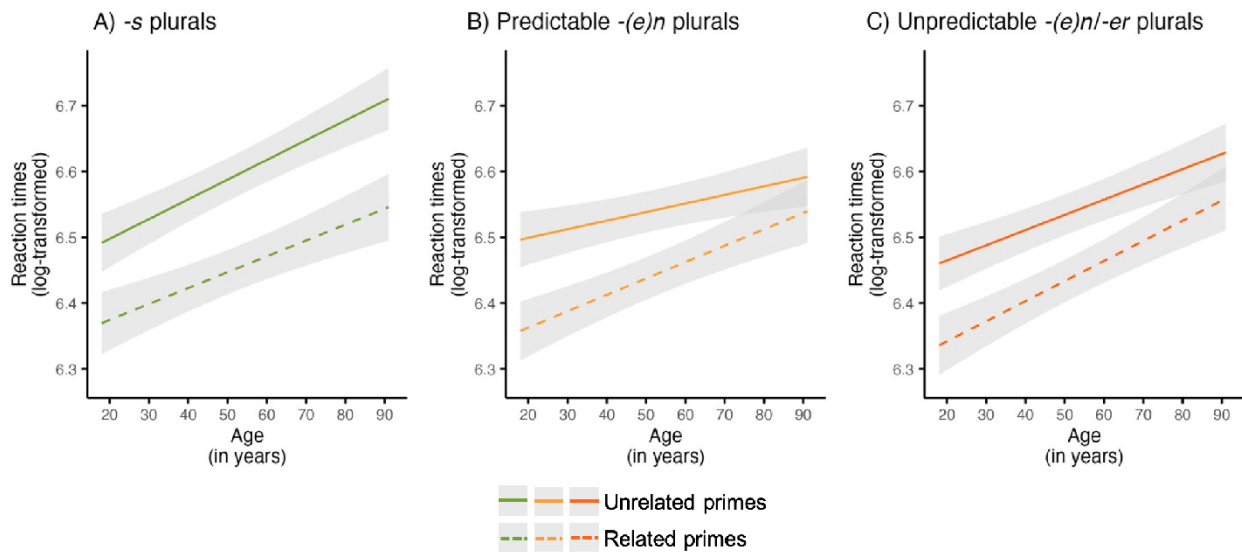 A) -s plurals
6.7
6.6
6.5
6.4
6.3
Reaction times
(log-transformed)
20 30 40 50 60 70 80 90
Age
(in years)
B) Predictable -(e)n plurals
6.7
6.6
6.5
6.4
6.3
Reaction times
(log-transformed)
20 30 40 50 60 70 80 90
Age
(in years)
C) Unpredictable -(e)n/-er plurals
6.7
6.6
6.5
6.4
6.3
Reaction times
(log-transformed)
20 30 40 50 60 70 80 90
Age
(in years)
Unrelated primes
Related primes